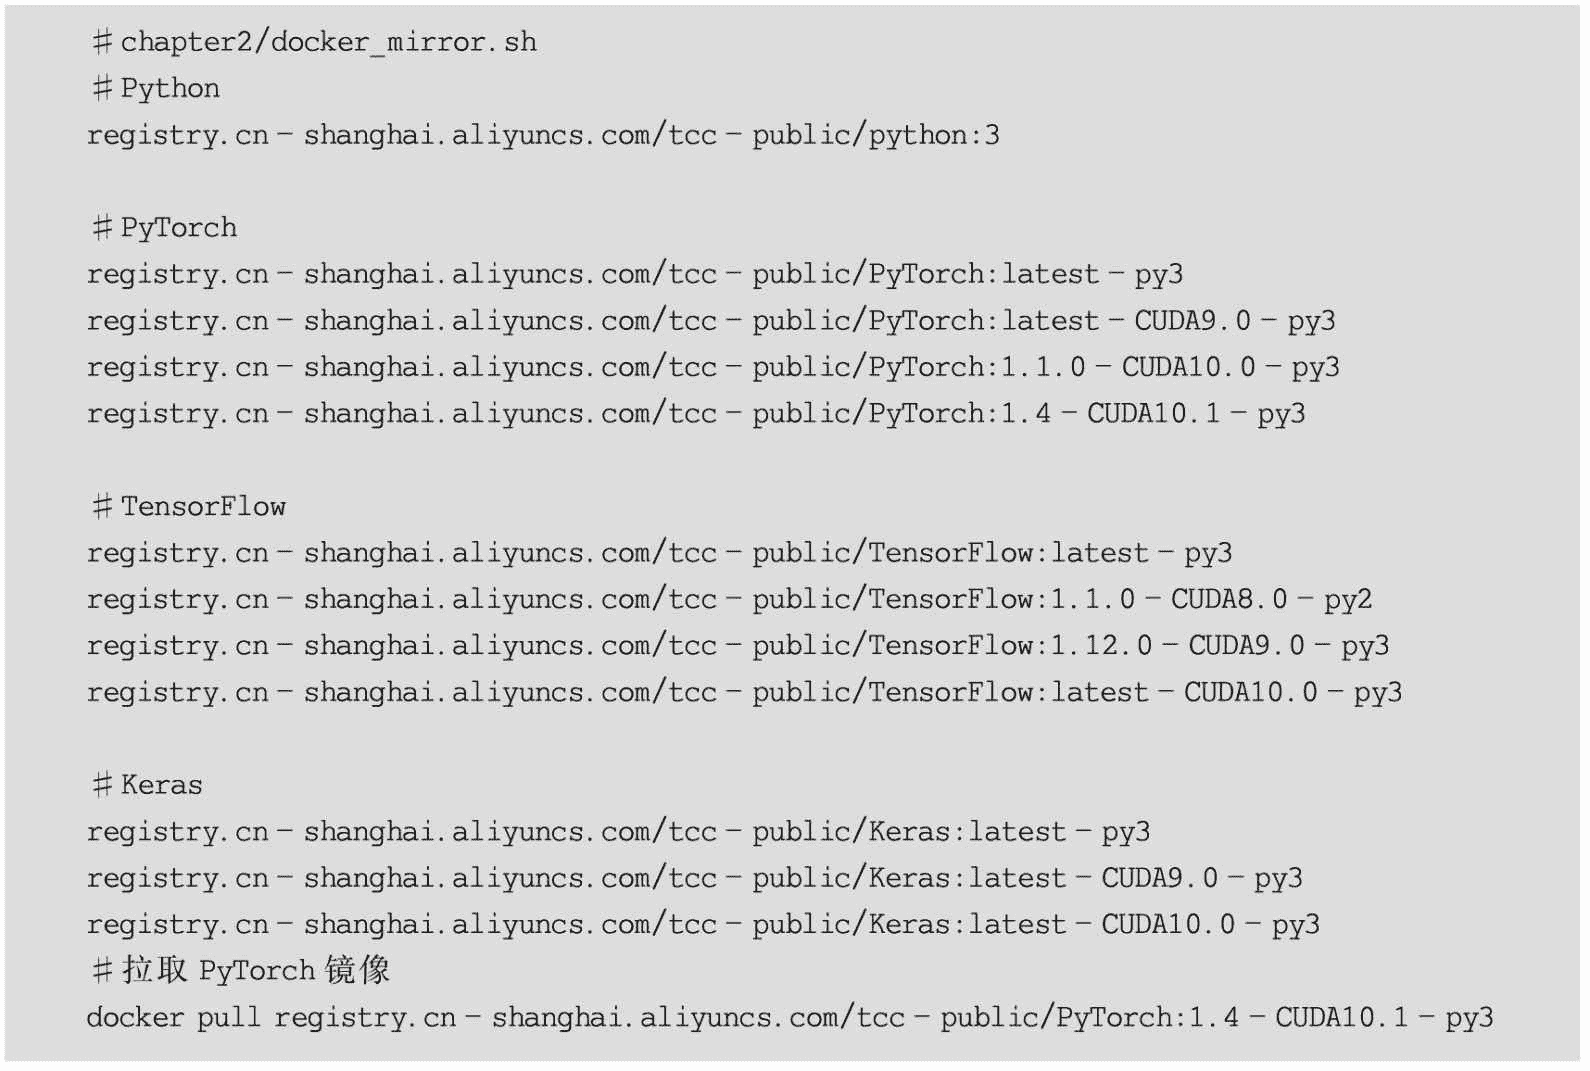 #chapter2/docker_mirror.sh
#Python
registry.cn-shanghai.aliyuncs.com/tcc-public/python:3
#PyTorch
registry.cn-shanghai.aliyuncs.com/tcc-public/PyTorch:latest-py3
registry.cn-shanghai.aliyuncs.com/tcc-public/PyTorch:latest-CUDA9.0-py3
registry.cn-shanghai.aliyuncs.com/tcc-public/PyTorch:1.1.0-CUDA10.0-py3
registry.cn-shanghai.aliyuncs.com/tcc-public/PyTorch:1.4-CUDA10.1-py3
#TensorFlow
registry.cn-shanghai.aliyuncs.com/tcc-public/TensorFlow:latest-py3
registry.cn-shanghai.aliyuncs.com/tcc-public/TensorFlow:1.1.0-CUDA8.0-py2
registry.cn-shanghai.aliyuncs.com/tcc-public/TensorFlow:1.12.0-CUDA9.0-py3
registry.cn-shanghai.aliyuncs.com/tcc-public/TensorFlow:latest-CUDA10.0-py3
#Keras
registry.cn-shanghai.aliyuncs.com/tcc-public/Keras:latest-py3
registry.cn-shanghai.aliyuncs.com/tcc-public/Keras:latest-CUDA9.0-py3
registry.cn-shanghai.aliyuncs.com/tcc-public/Keras:latest-CUDA10.0-py3
#拉取 PyTorch 镜像
docker pull registry.cn-shanghai.aliyuncs.com/tcc-public/PyTorch:1.4-CUDA10.1-py3